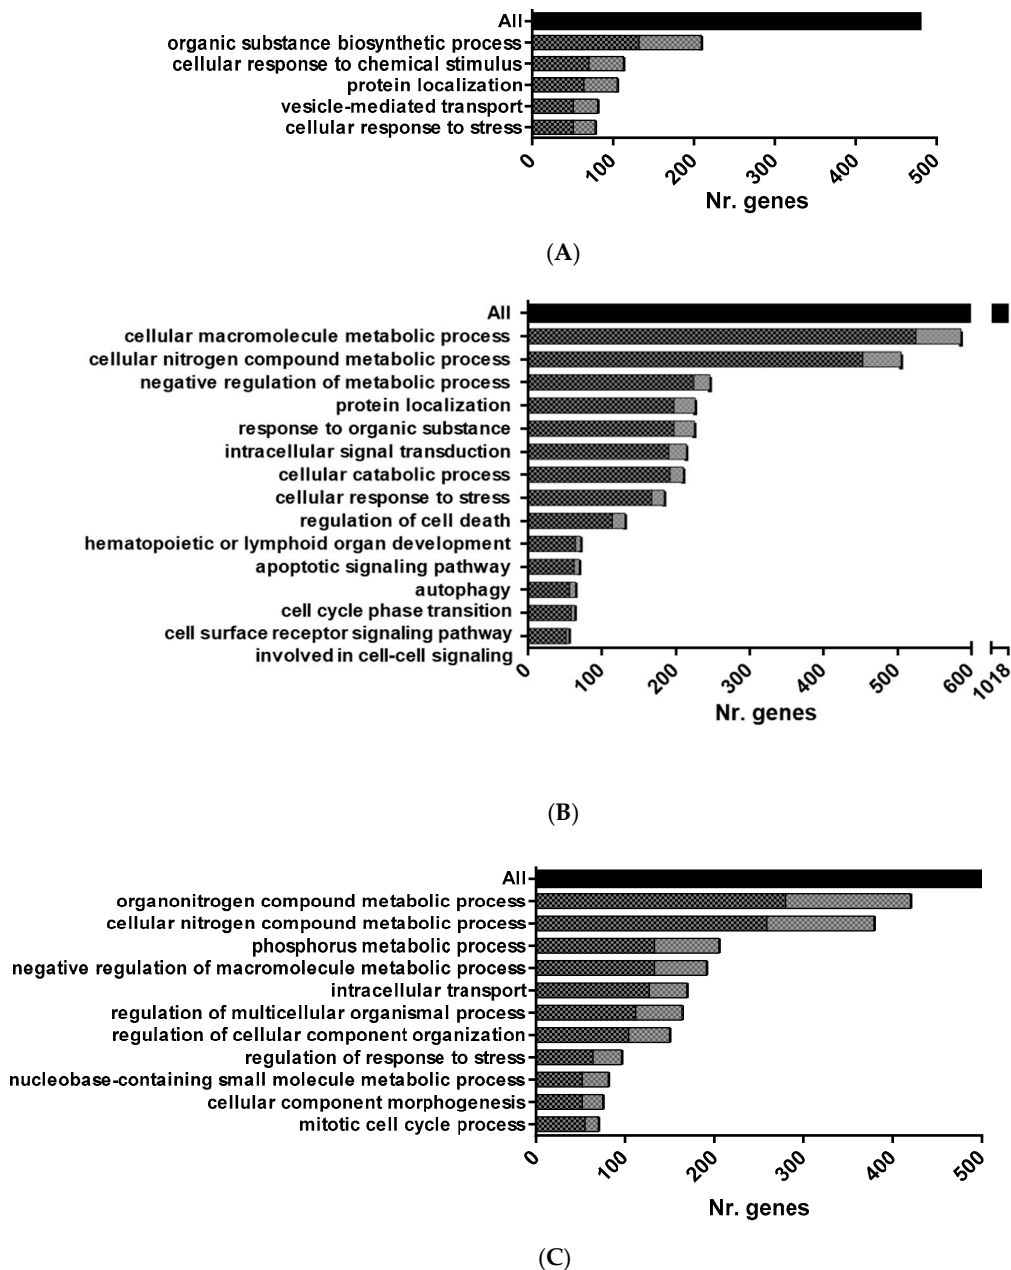 All
organic substance biosynthetic process
cellular response to chemical stimulus
protein localization
vesicle-mediated transport
cellular response to stress
0 100 200 300 400 500
Nr. genes
(A)
All
cellular macromolecule metabolic process
cellular nitrogen compound metabolic process
negative regulation of metabolic process
protein localization
response to organic substance
intracellular signal transduction
cellular catabolic process
cellular response to stress
regulation of cell death
hematopoietic or lymphoid organ development
apoptotic signaling pathway
autophagy
cell cycle phase transition
cell surface receptor signaling pathway
involved in cell-cell signaling
0 100 200 300 400 500 600 1018
Nr. genes
(B)
All
organonitrogen compound metabolic process
cellular nitrogen compound metabolic process
phosphorus metabolic process
negative regulation of macromolecule metabolic process
intracellular transport
regulation of multicellular organismal process
regulation of cellular component organization
regulation of response to stress
nucleobase-containing small molecule metabolic process
cellular component morphogenesis
mitotic cell cycle process
0 100 200 300 400 500
Nr. genes
(C)